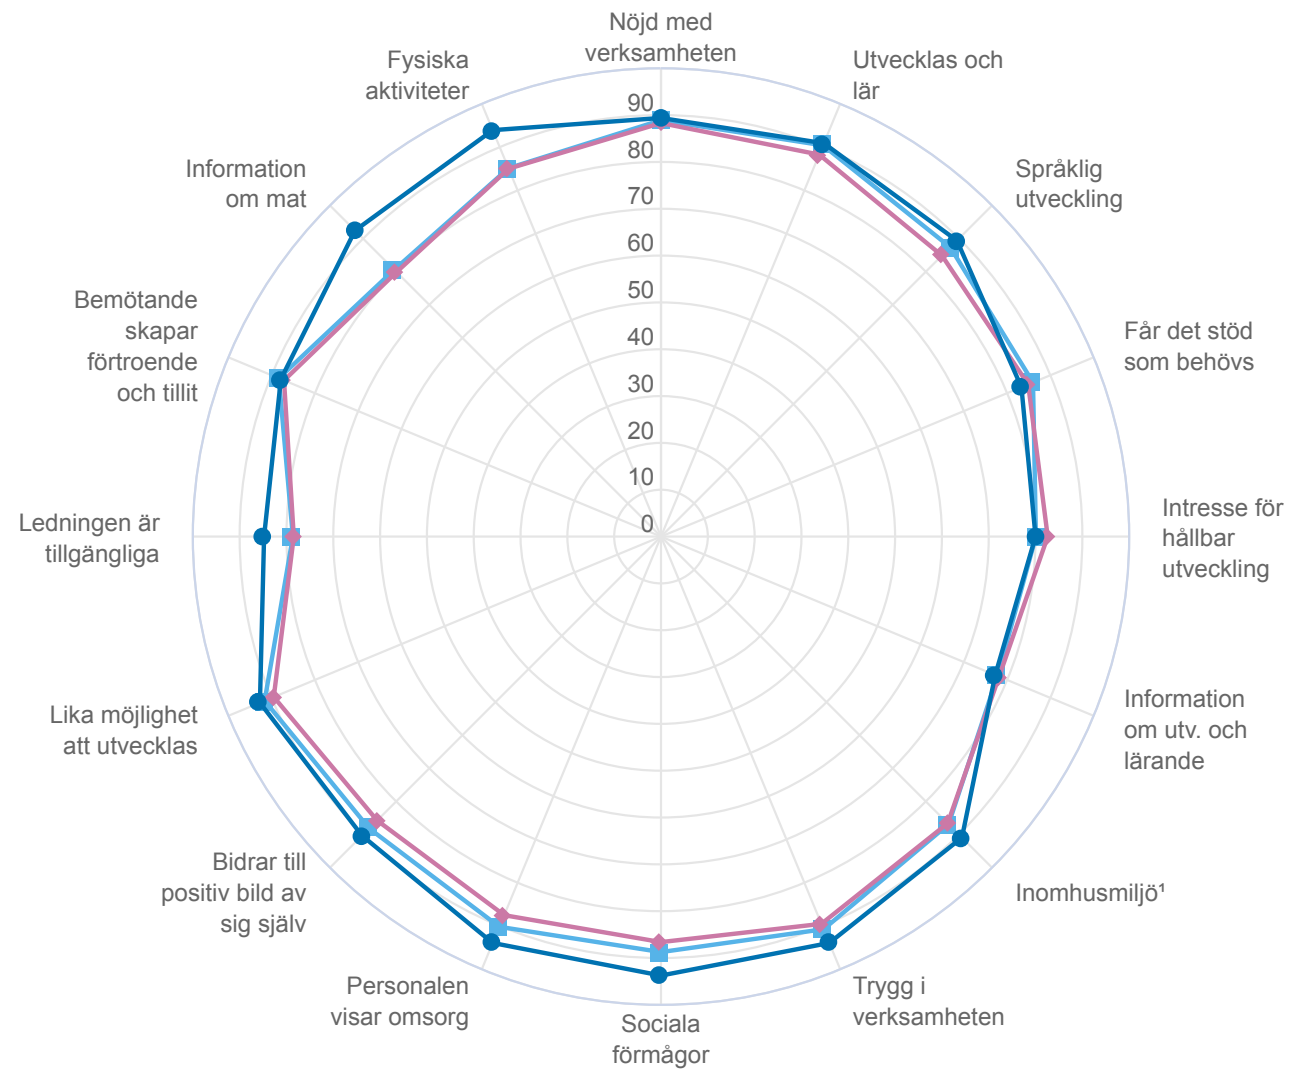 Nöjd med
verksamheten
Utvecklas och
lär
Språklig
utveckling
Får det stöd
som behövs
Intresse för
hållbar
utveckling
Information
om utv. och
lärande
Inomhusmiljö¹
Trygg i
verksamheten
Sociala
förmågor
Personalen
visar omsorg
Bidrar till
positiv bild av
sig själv
Lika möjlighet
att utvecklas
Ledningen är
tillgängliga
Bemötande
skapar
förtroende
och tillit
Information
om mat
Fysiska
aktiviteter
90
80
70
60
50
40
30
20
10
0